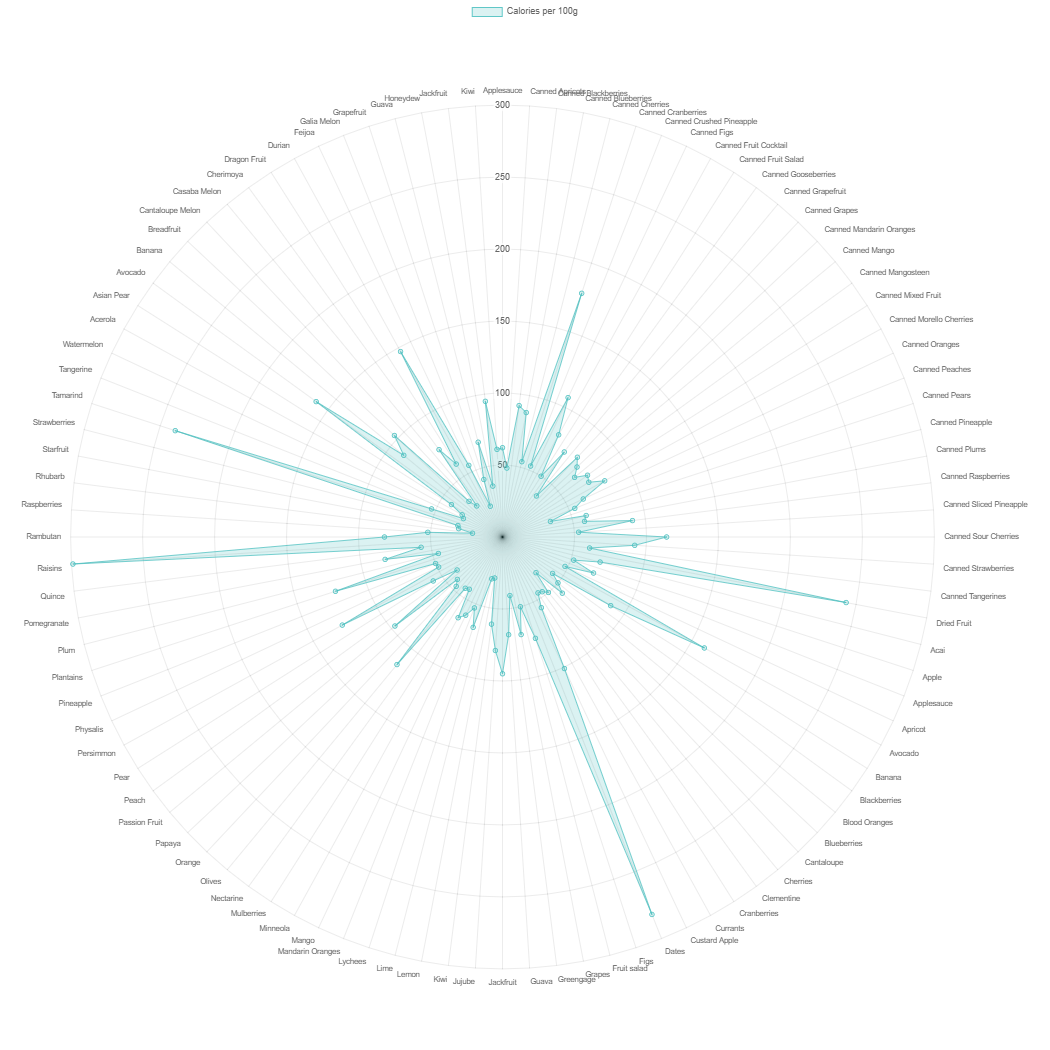 Calories per 100g
Applesauce
Canned Apricots
Canned Blackberries
Canned Blueberries
Canned Cherries
Canned Cranberries
Canned Crushed Pineapple
Canned Figs
Canned Fruit Cocktail
Canned Fruit Salad
Canned Gooseberries
Canned Grapefruit
Canned Grapes
Canned Mandarin Oranges
Canned Mango
Canned Mangosteen
Canned Mixed Fruit
Canned Morello Cherries
Canned Oranges
Canned Peaches
Canned Pears
Canned Pineapple
Canned Plums
Canned Raspberries
Canned Sliced Pineapple
Canned Sour Cherries
Canned Strawberries
Canned Tangerines
Dried Fruit
Acai
Apple
Applesauce
Apricot
Avocado
Banana
Blackberries
Blood Oranges
Blueberries
Cantaloupe
Cherries
Clementine
Cranberries
Currants
Custard Apple
Dates
Figs
Fruit salad
Grapes
Greengage
Guava
Jackfruit
Jujube
Kiwi
Lemon
Lime
Lychees
Mandarin Oranges
Mango
Minneola
Mulberries
Nectarine
Olives
Orange
Papaya
Passion Fruit
Peach
Pear
Persimmon
Physalis
Pineapple
Plantains
Plum
Pomegranate
Quince
Raisins
Rambutan
Raspberries
Rhubarb
Starfruit
Strawberries
Tamarind
Tangerine
Watermelon
Acerola
Asian Pear
Avocado
Banana
Breadfruit
Cantaloupe Melon
Casaba Melon
Cherimoya
Dragon Fruit
Durian
Feijoa
Galia Melon
Grapefruit
Guava
Honeydew
Jackfruit
Kiwi
300
250
200
150
100
50